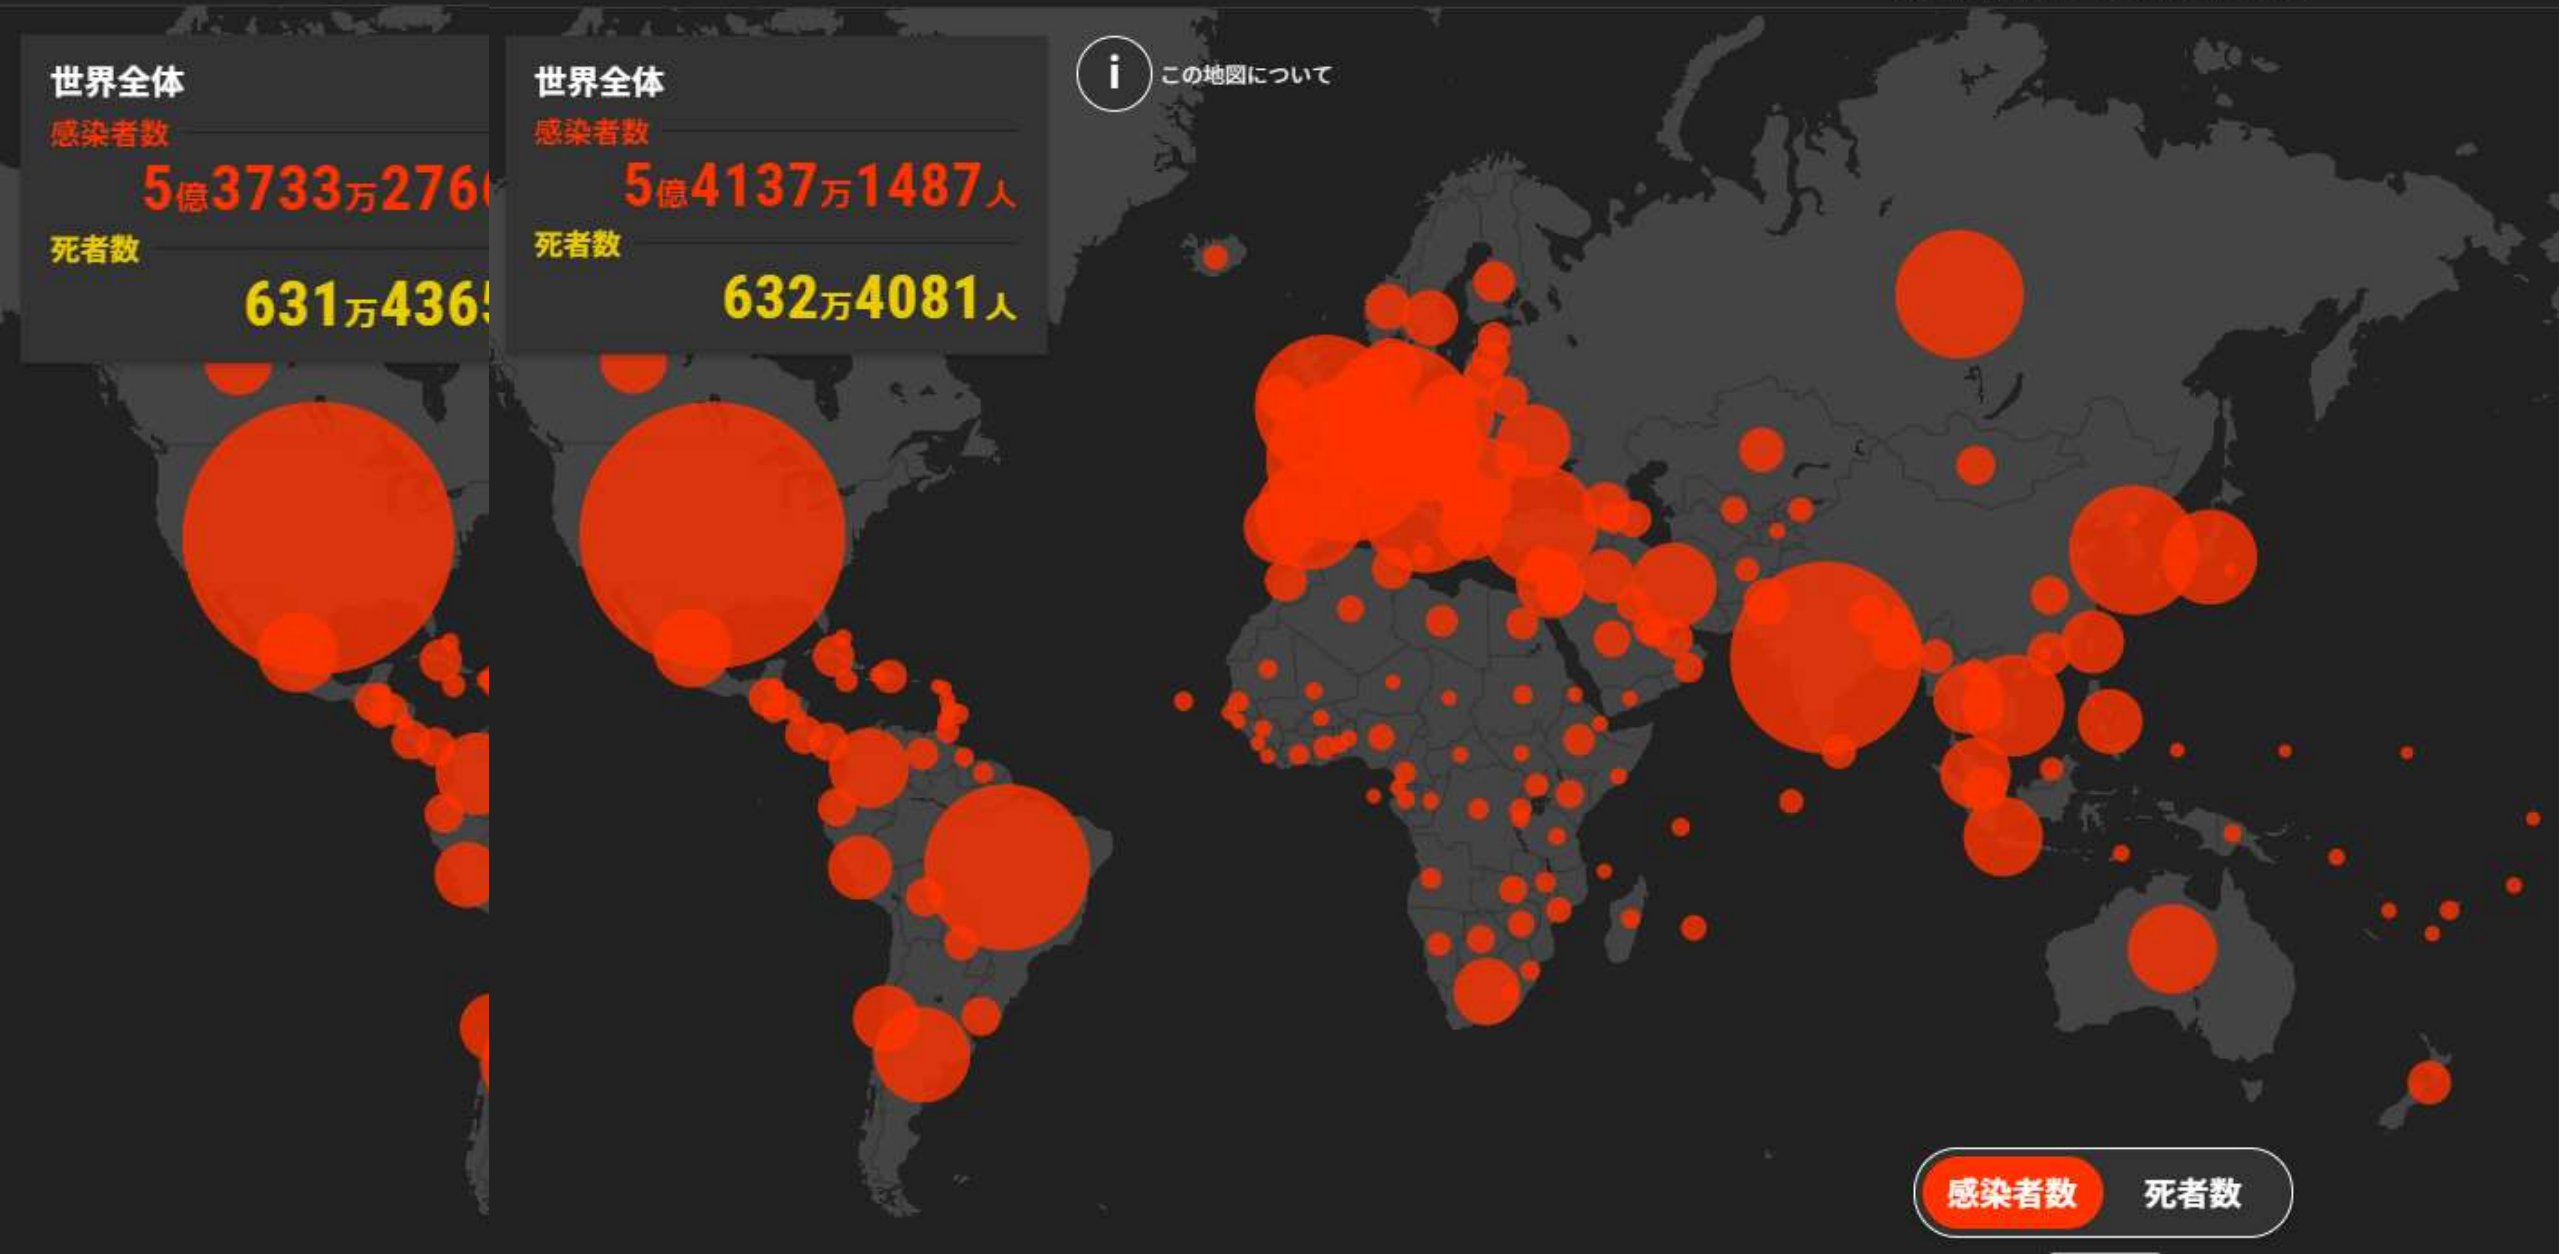 世界全体
感染者数
5億3733万276
死者数
631万436
世界全体
感染者数
5億4137万1487人
死者数
632万4081人
i この地図について
感染者数 死者数